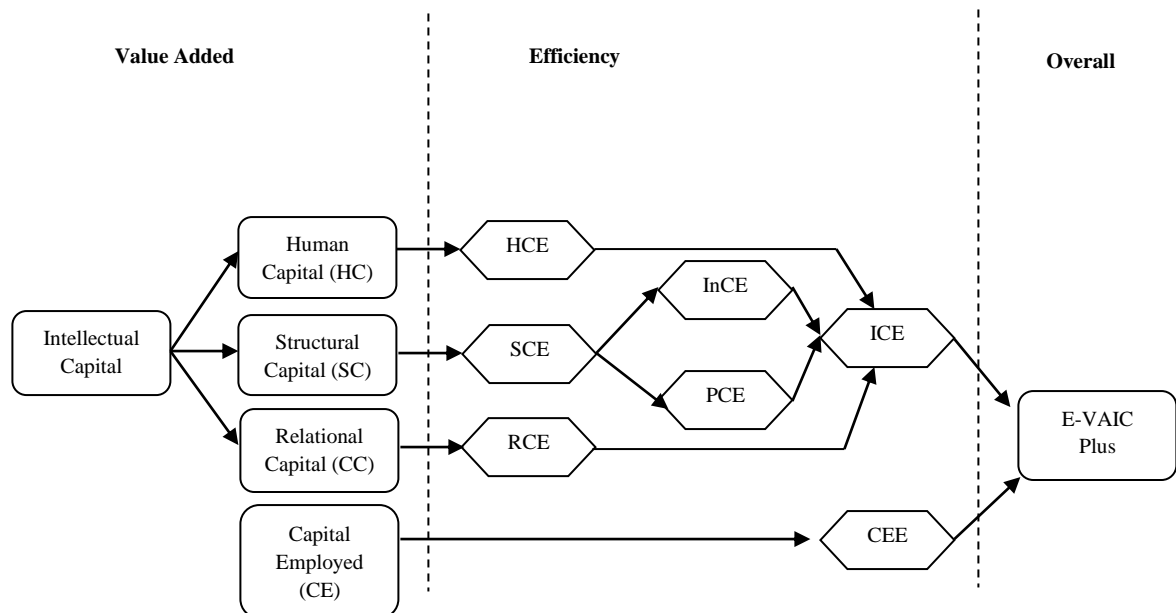 Value Added
Efficiency
Overall
Human
Capital (HC)
HCE
InCE
Intellectual
Capital
Structural
Capital (SC)
SCE
ICE
PCE
Relational
Capital (CC)
RCE
E-VAIC
Plus
Capital
Employed
(CE)
CEE